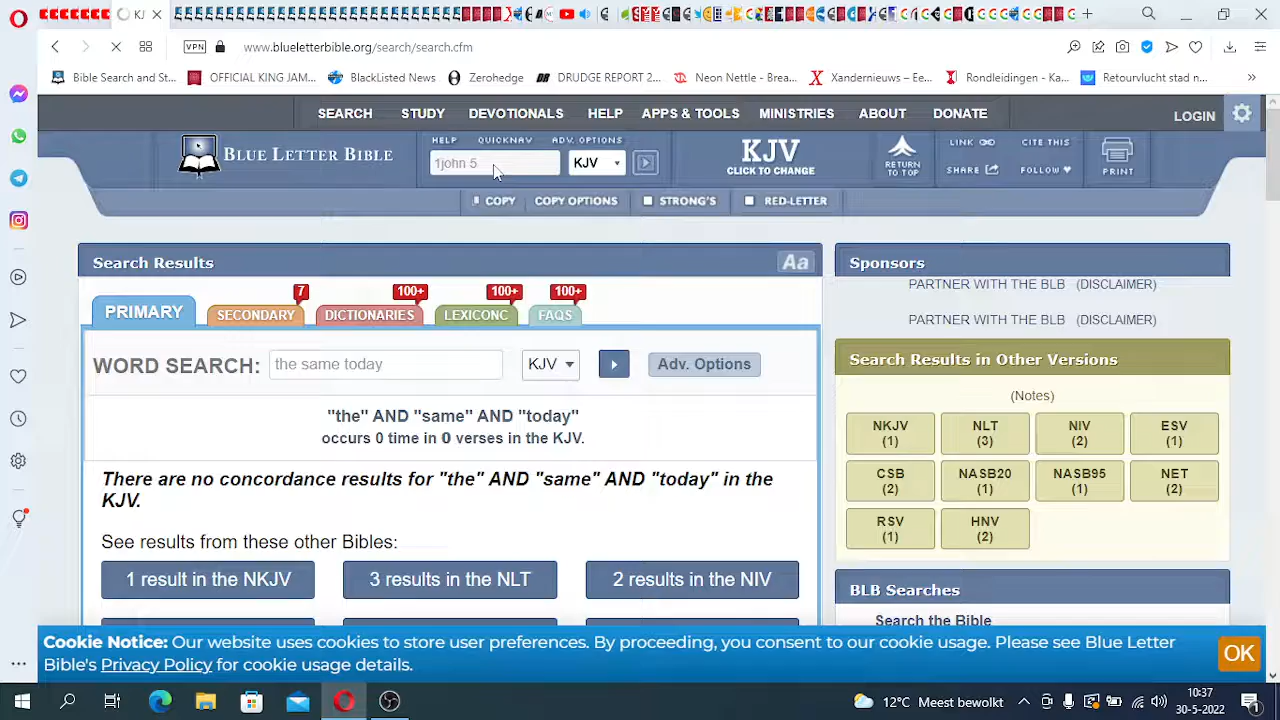 KJ
VPN
www.blueletterbible.org/search/search.cfm
Bible Search and St...
OFFICIAL KING JAM...
BlackListed News
Zerohedge
DRUDGE REPORT 2...
Neon Nettle - Brea...
Xandernieuws – Ee...
Rondleidingen - Ka...
Retourvlucht stad n...
»
SEARCH STUDY DEVOTIONALS HELP APPS & TOOLS MINISTRIES ABOUT DONATE
LOGIN
BLUE LETTER BIBLE
HELP QUICKNAV ADV. OPTIONS
1john 5
KJV
KJV
CLICK TO CHANGE
RETURN
TO TOP
LINK CITE THIS
SHARE FOLLOW
PRINT
COPY COPY OPTIONS STRONG'S RED-LETTER
Search Results
Aa
7 100+ 100+ 100+
PRIMARY SECONDARY DICTIONARIES LEXICONC FAQS
WORD SEARCH: the same today KJV Adv. Options
"the" AND "same" AND "today"
occurs 0 time in 0 verses in the KJV.
There are no concordance results for "the" AND "same" AND "today" in the
KJV.
See results from these other Bibles:
1 result in the NKJV 3 results in the NLT 2 results in the NIV
Sponsors
PARTNER WITH THE BLB (DISCLAIMER)
PARTNER WITH THE BLB (DISCLAIMER)
Search Results in Other Versions
(Notes)
NKJV
(1)
NLT
(3)
NIV
(2)
ESV
(1)
CSB
(2)
NASB20
(1)
NASB95
(1)
NET
(2)
RSV
(1)
HNV
(2)
BLB Searches
Search the Bible
Cookie Notice: Our website uses cookies to store user preferences. By proceeding, you consent to our cookie usage. Please see Blue Letter
Bible's Privacy Policy for cookie usage details.
OK
12°C Meest bewolkt
10:37
30-5-2022
1